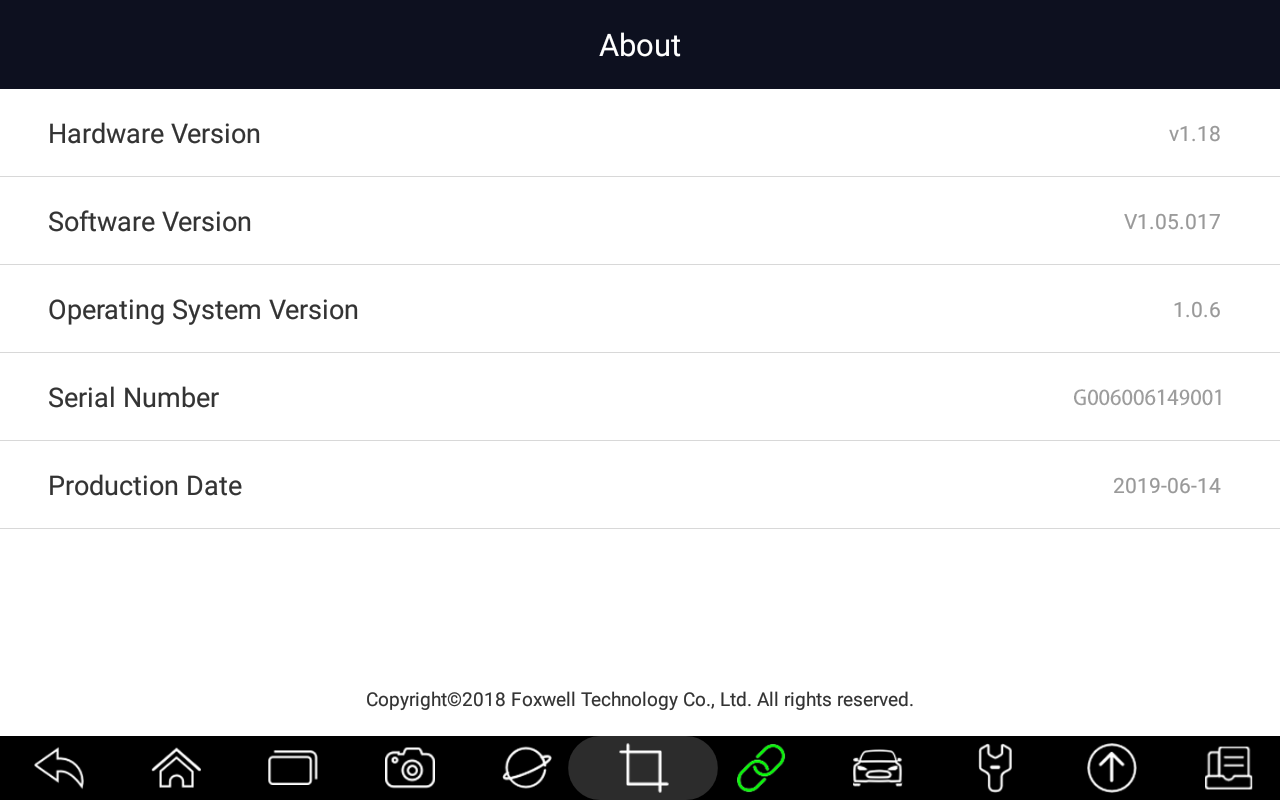 About
Hardware Version v1.18
Software Version V1.05.017
Operating System Version 1.0.6
Serial Number G006006149001
Production Date 2019-06-14
Copyright©2018 Foxwell Technology Co., Ltd. All rights reserved.